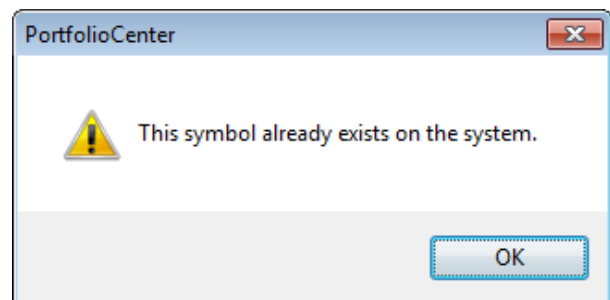 PortfolioCenter
This symbol already exists on the system.
OK